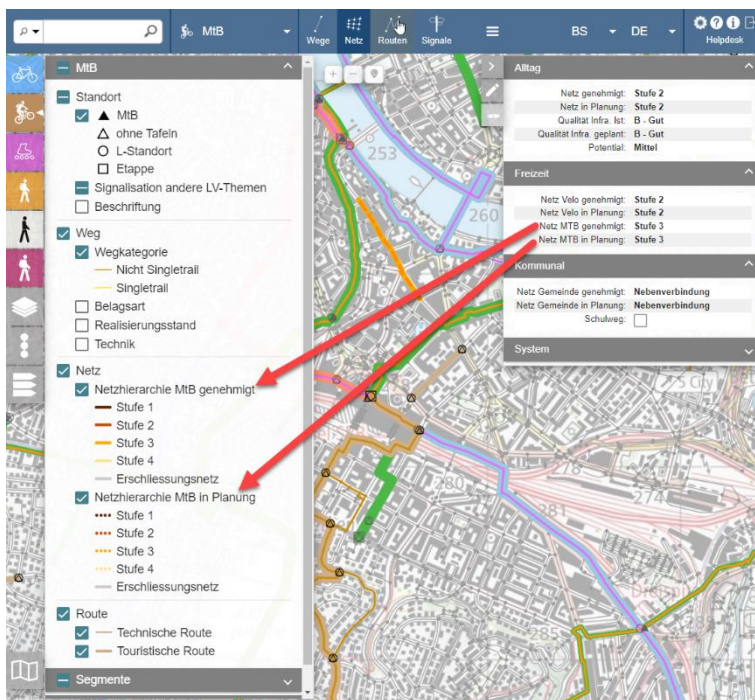 MtB
Wege
Netz
Routen
Signale
BS
DE
Helpdesk
MtB
Standort
MtB
ohne Tafeln
L-Standort
Etappe
Signalisation andere LV-Themen
Beschriftung
Weg
Wegkategorie
Nicht Singletrail
Singletrail
Belagsart
Realisierungsstand
Technik
Netz
Netzhierarchie MtB genehmigt
Stufe 1
Stufe 2
Stufe 3
Stufe 4
Erschliessungsnetz
Netzhierarchie MtB in Planung
Stufe 1
Stufe 2
Stufe 3
Stufe 4
Erschliessungsnetz
Route
Technische Route
Touristische Route
Segmente
253
260
280
281
274
285
Alltag
Netz genehmigt: Stufe 2
Netz in Planung: Stufe 2
Qualität Infra. Ist: B - Gut
Qualität Infra. geplant: B - Gut
Potential: Mittel
Freizeit
Netz Velo genehmigt: Stufe 2
Netz Velo in Planung: Stufe 2
Netz MTB genehmigt: Stufe 3
Netz MTB in Planung: Stufe 3
Kommunal
Netz Gemeinde genehmigt: Nebenverbindung
Netz Gemeinde in Planung: Nebenverbindung
Schulweg:
System